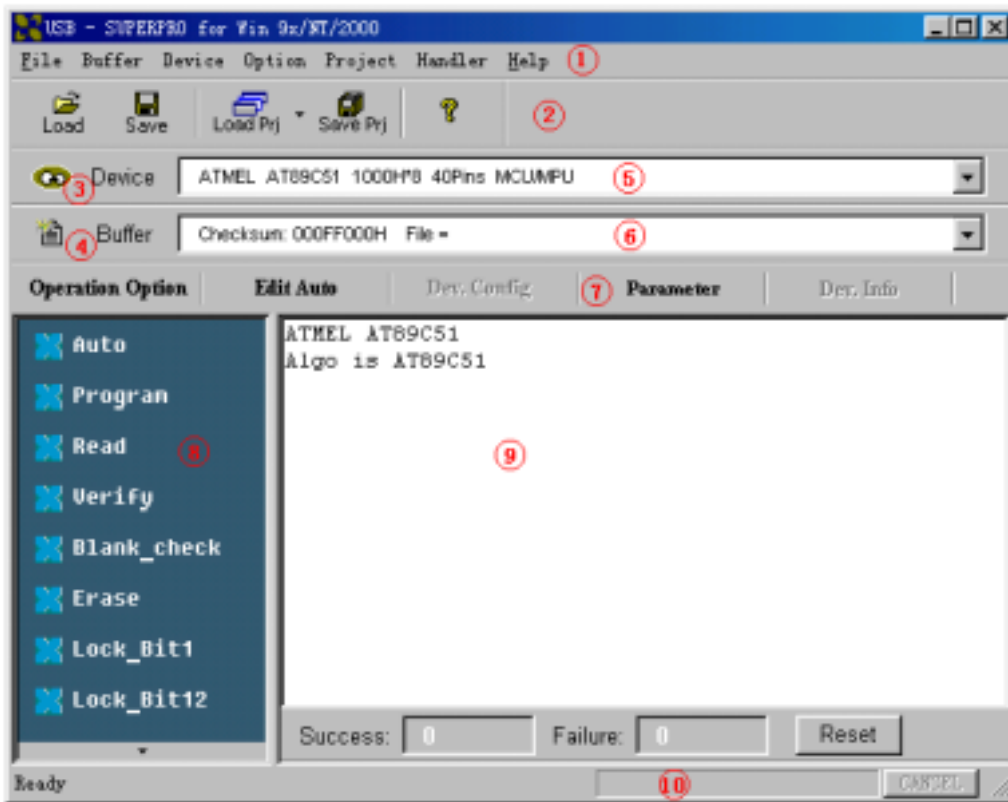 USB - SUPERPRO for Win 9x/NT/2000
File Buffer Device Option Project Handler Help ①
Load Save Load Prj Save Prj ? ②
③ Device ATMEL AT89C51 1000H*8 40Pins MCU/MPU ⑤
④ Buffer Checksum: 000FF000H File = ⑥
Operation Option Edit Auto Dev. Config ⑦ Parameter Dev. Info
Auto
Program
Read ⑧
Verify
Blank_check
Erase
Lock_Bit1
Lock_Bit12
ATMEL AT89C51
Algo is AT89C51
⑨
Success: 0 Failure: 0 Reset
Ready ⑩ CANSEL